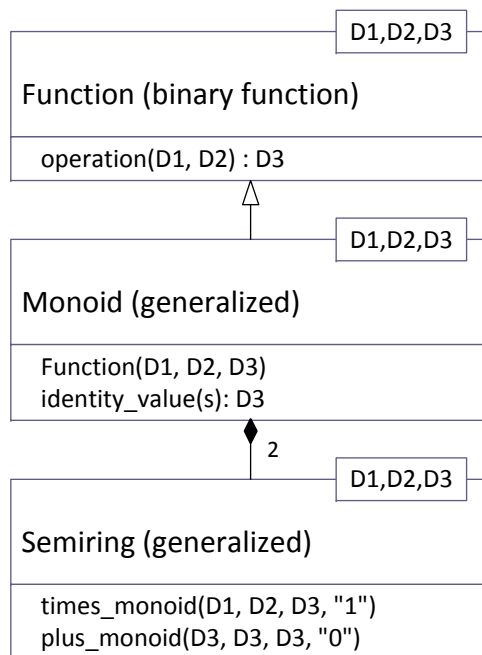 D1,D2,D3
Function (binary function)
operation(D1, D2) : D3
D1,D2,D3
Monoid (generalized)
Function(D1, D2, D3)
identity_value(s): D3
2
D1,D2,D3
Semiring (generalized)
times_monoid(D1, D2, D3, "1")
plus_monoid(D3, D3, D3, "0")